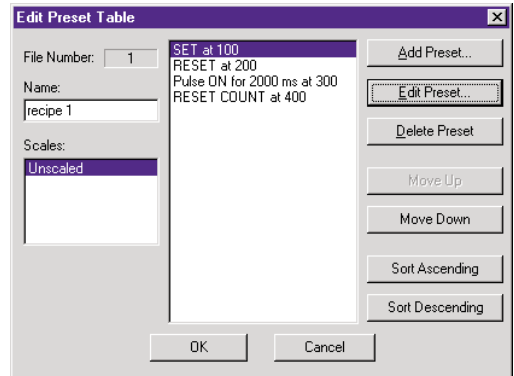 Edit Preset Table
File Number: 1
Name:
recipe 1
Scales:
Unscaled
SET at 100
RESET at 200
Pulse ON for 2000 ms at 300
RESET COUNT at 400
Add Preset...
Edit Preset...
Delete Preset
Move Up
Move Down
Sort Ascending
Sort Descending
OK
Cancel